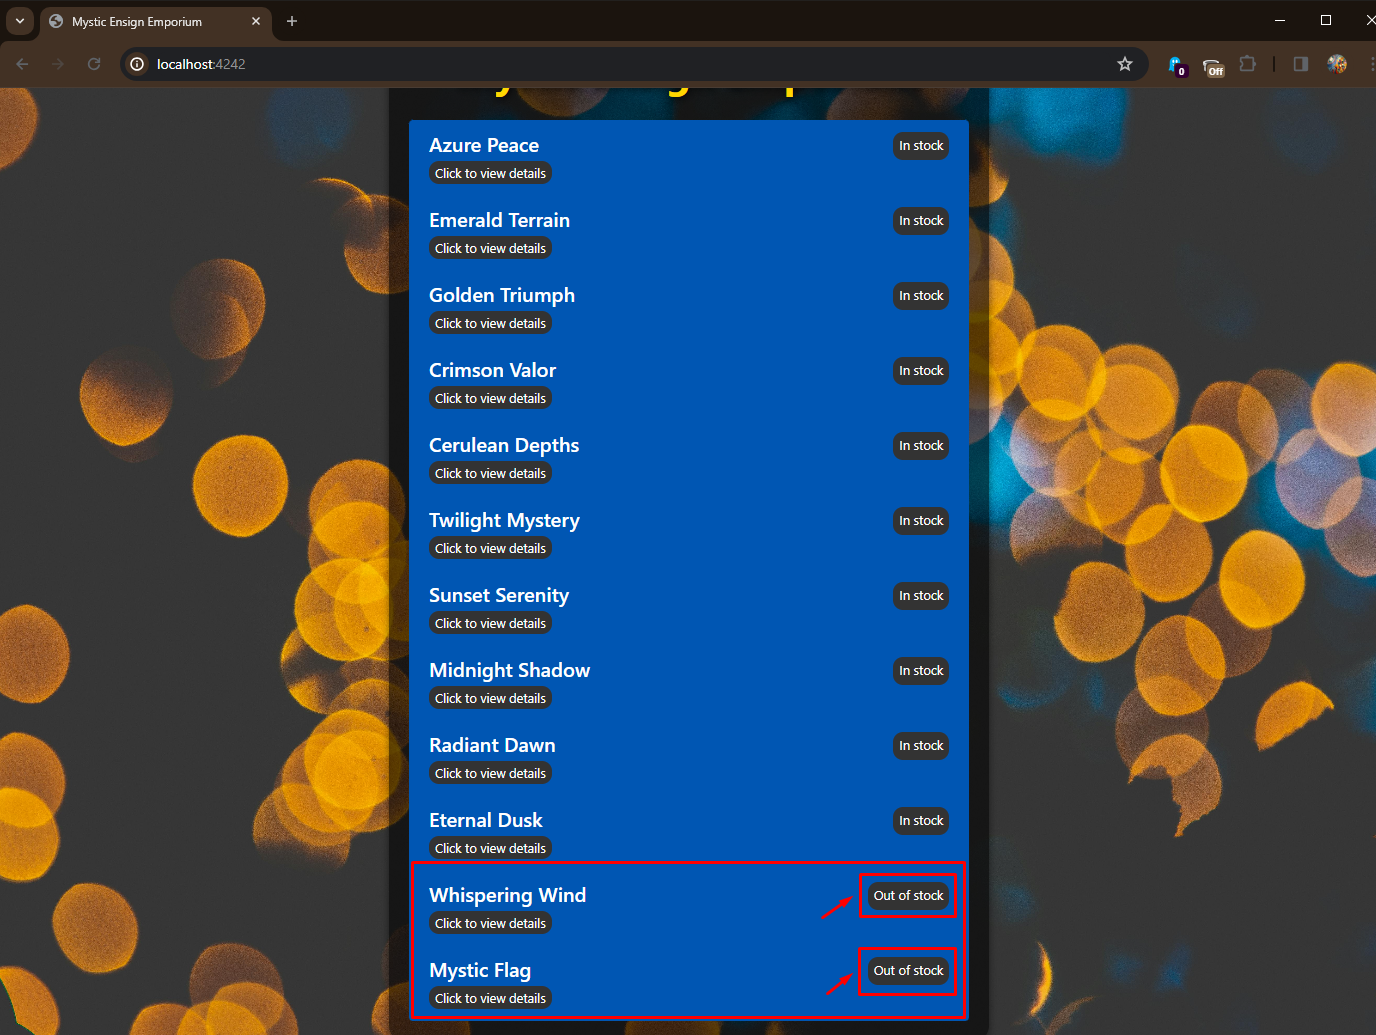 Mystic Ensign Emporium
localhost:4242
0
Off
Azure Peace
In stock
Click to view details
Emerald Terrain
In stock
Click to view details
Golden Triumph
In stock
Click to view details
Crimson Valor
In stock
Click to view details
Cerulean Depths
In stock
Click to view details
Twilight Mystery
In stock
Click to view details
Sunset Serenity
In stock
Click to view details
Midnight Shadow
In stock
Click to view details
Radiant Dawn
In stock
Click to view details
Eternal Dusk
In stock
Click to view details
Whispering Wind
Out of stock
Click to view details
Mystic Flag
Out of stock
Click to view details